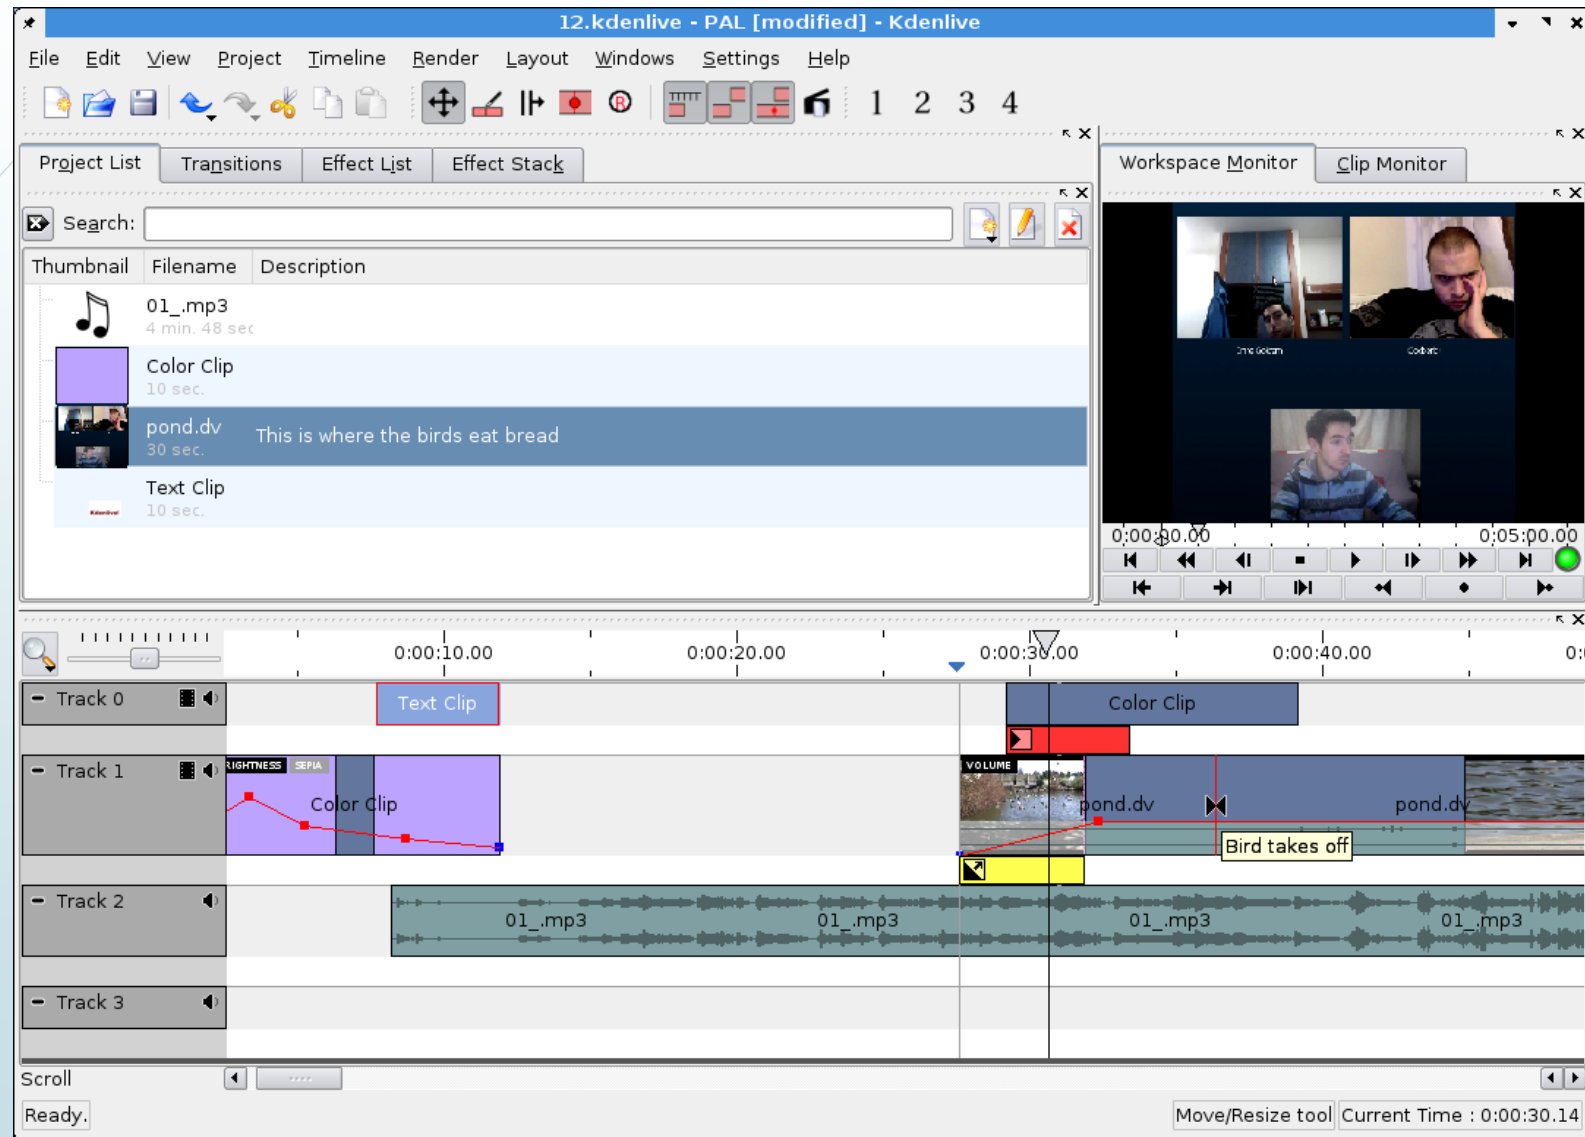 12.kdenlive - PAL [modified] - Kdenlive
File Edit View Project Timeline Render Layout Windows Settings Help
1 2 3 4
Project List Transitions Effect List Effect Stack
Workspace Monitor Clip Monitor
Search:
Thumbnail Filename Description
01_.mp3
4 min. 48 sec
Color Clip
10 sec.
pond.dv This is where the birds eat bread
30 sec.
Text Clip
10 sec.
Kdenlive!
0:00:00.00 0:05:00.00
0:00:10.00 0:00:20.00 0:00:30.00 0:00:40.00
Track 0 Text Clip Color Clip
Track 1
RIGHTNESS SEPIA VOLUME
Color Clip pond.dv pond.dv
Bird takes off
Track 2
01_.mp3 01_.mp3 01_.mp3 01_.mp3
Track 3
Scroll
Ready. Move/Resize tool Current Time : 0:00:30.14